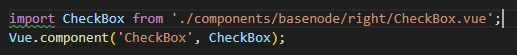 import CheckBox from './components/basenode/right/CheckBox.vue';
Vue.component('CheckBox', CheckBox);